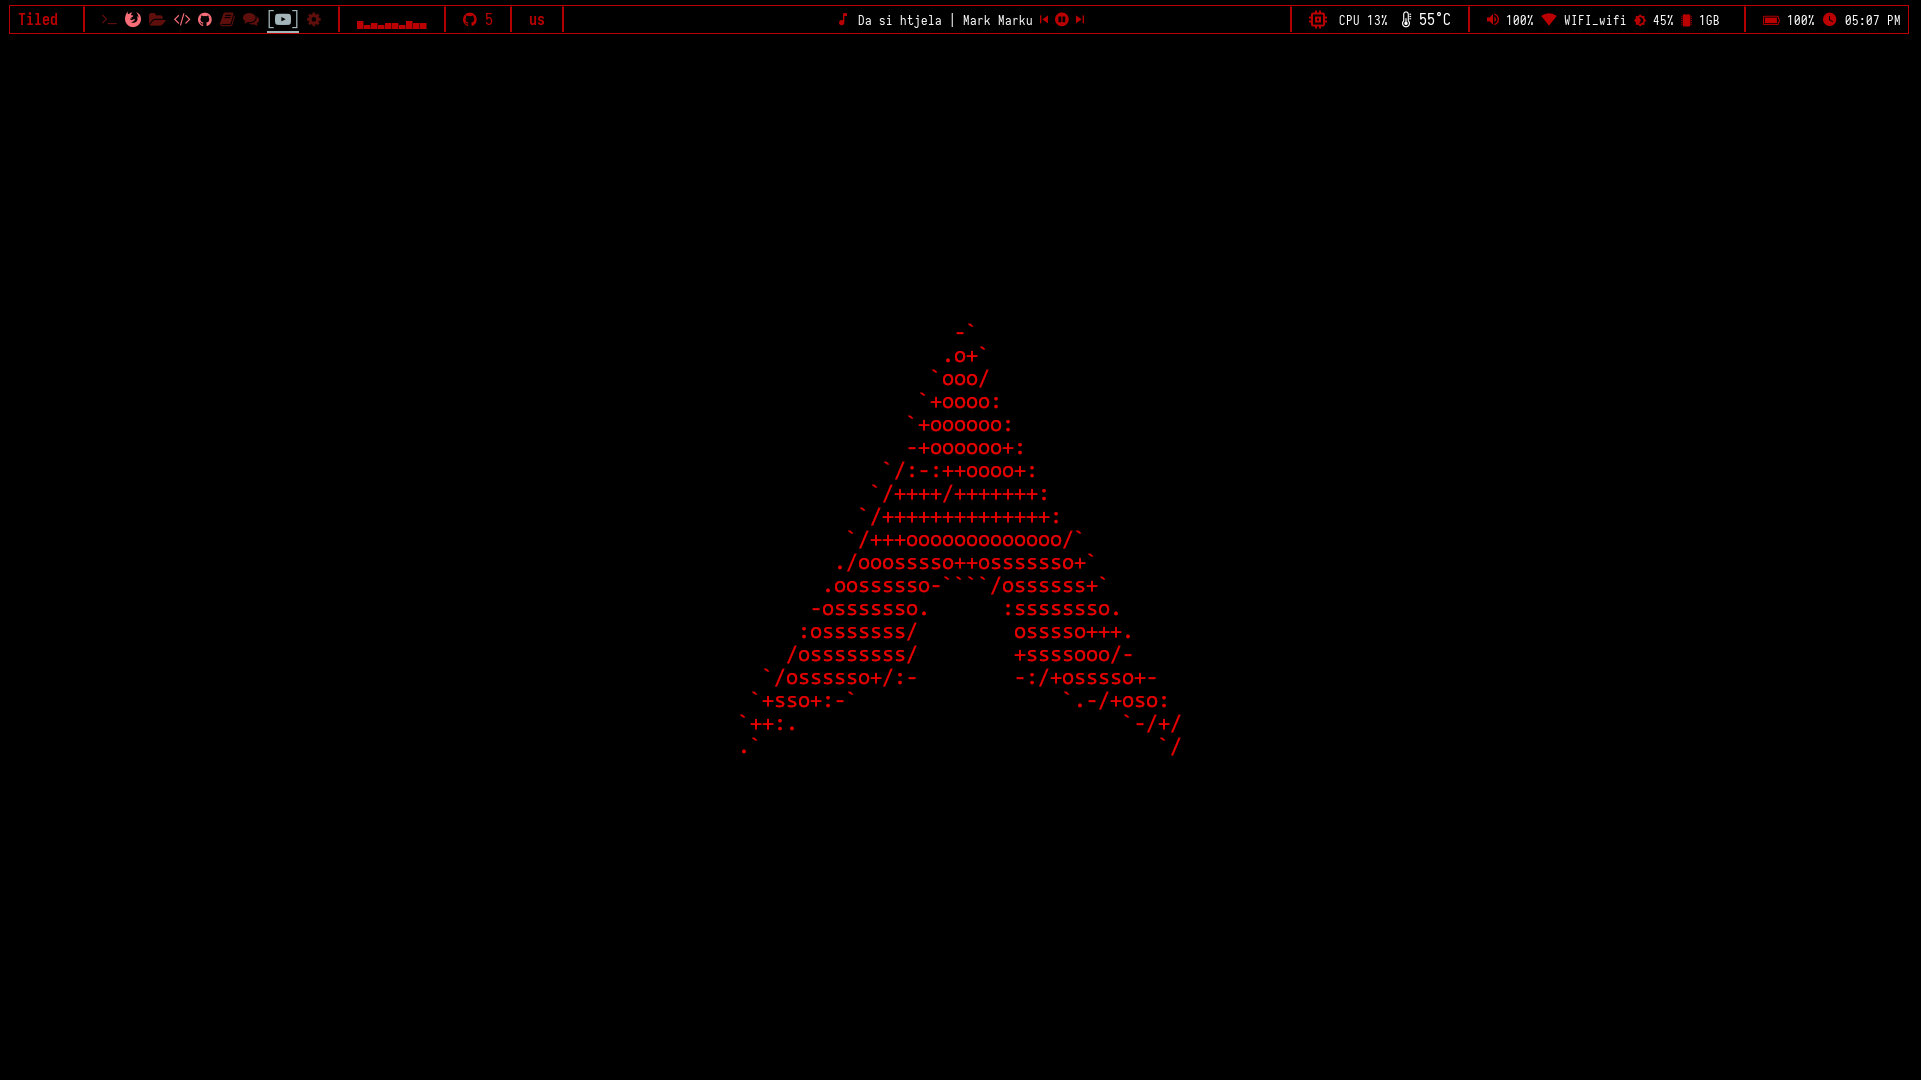 Tiled 5 us Da si htjela | Mark Marku CPU 13% 55°C 100% WIFI_wifi 45% 1GB 100% 05:07 PM
-`
.o+`
`ooo/
`+oooo:
`+oooooo:
-+oooooo+:
`/:-:++oooo+:
`/++++/+++++++:
`/++++++++++++++:
`/+++ooooooooooooo/`
./ooosssso++osssssso+`
.oossssso-````/ossssss+`
-osssssso. :ssssssso.
:osssssss/ osssso+++.
/ossssssss/ +ssssooo/-
`/ossssso+/:- -:/+osssso+-
`+sso+:-` `.-/+oso:
`++:. `-/+/
.` `/